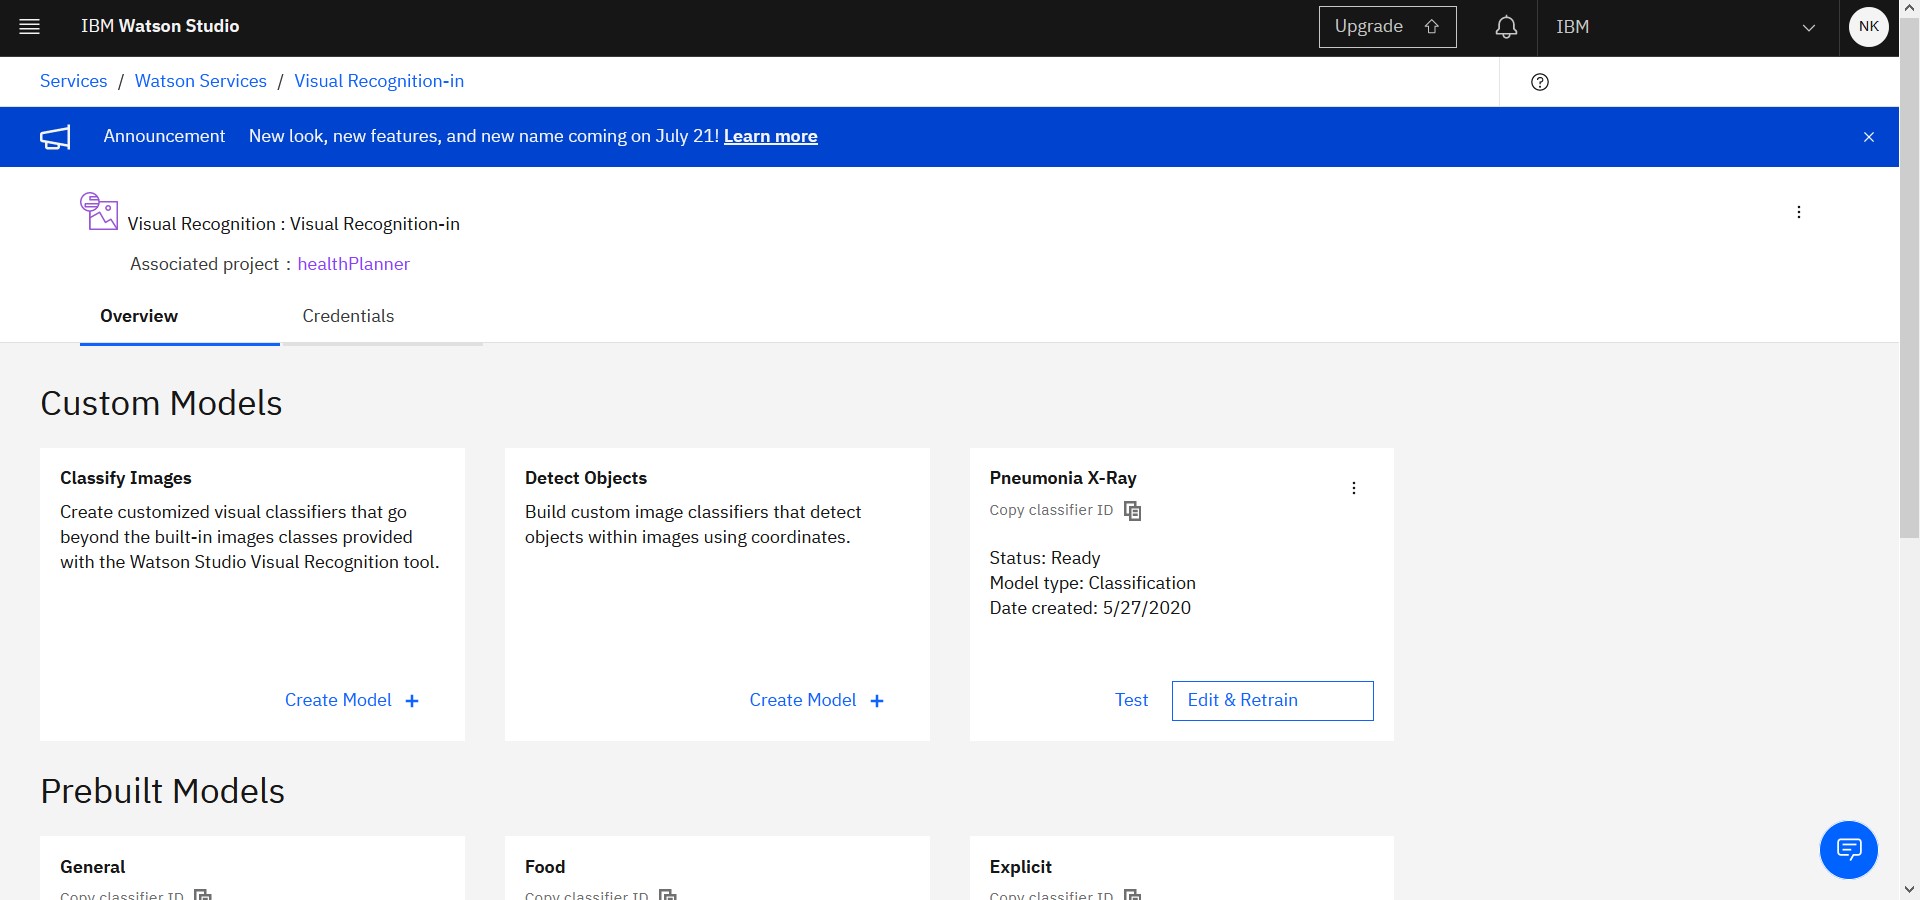 IBM Watson Studio
Upgrade
IBM
NK
Services / Watson Services / Visual Recognition-in
Announcement New look, new features, and new name coming on July 21! Learn more
Visual Recognition : Visual Recognition-in
Associated project : healthPlanner
Overview
Credentials
Custom Models
Classify Images
Create customized visual classifiers that go
beyond the built-in images classes provided
with the Watson Studio Visual Recognition tool.
Create Model +
Detect Objects
Build custom image classifiers that detect
objects within images using coordinates.
Create Model +
Pneumonia X-Ray
Copy classifier ID
Status: Ready
Model type: Classification
Date created: 5/27/2020
Test
Edit & Retrain
Prebuilt Models
General
Copy classifier ID
Food
Copy classifier ID
Explicit
Copy classifier ID